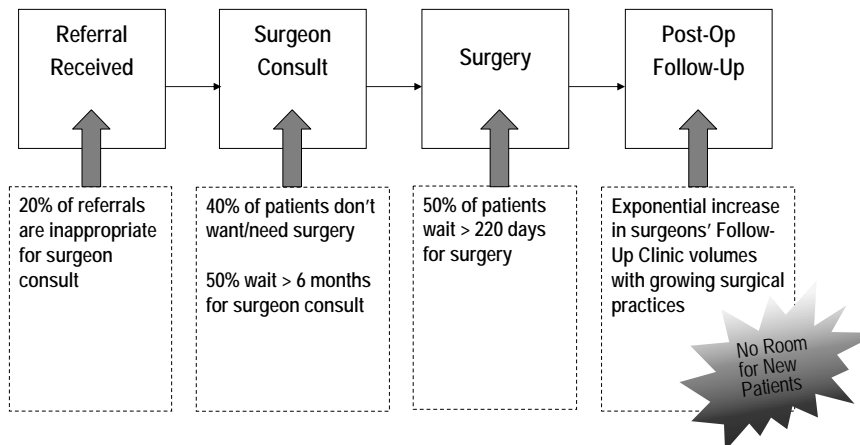 Referral
Received
Surgeon
Consult
Surgery
Post-Op
Follow-Up
20% of referrals
are inappropriate
for surgeon
consult
40% of patients don't
want/need surgery
50% wait > 6 months
for surgeon consult
50% of patients
wait > 220 days
for surgery
Exponential increase
in surgeons' Follow-
Up Clinic volumes
with growing surgical
practices
No Room
for New
Patients